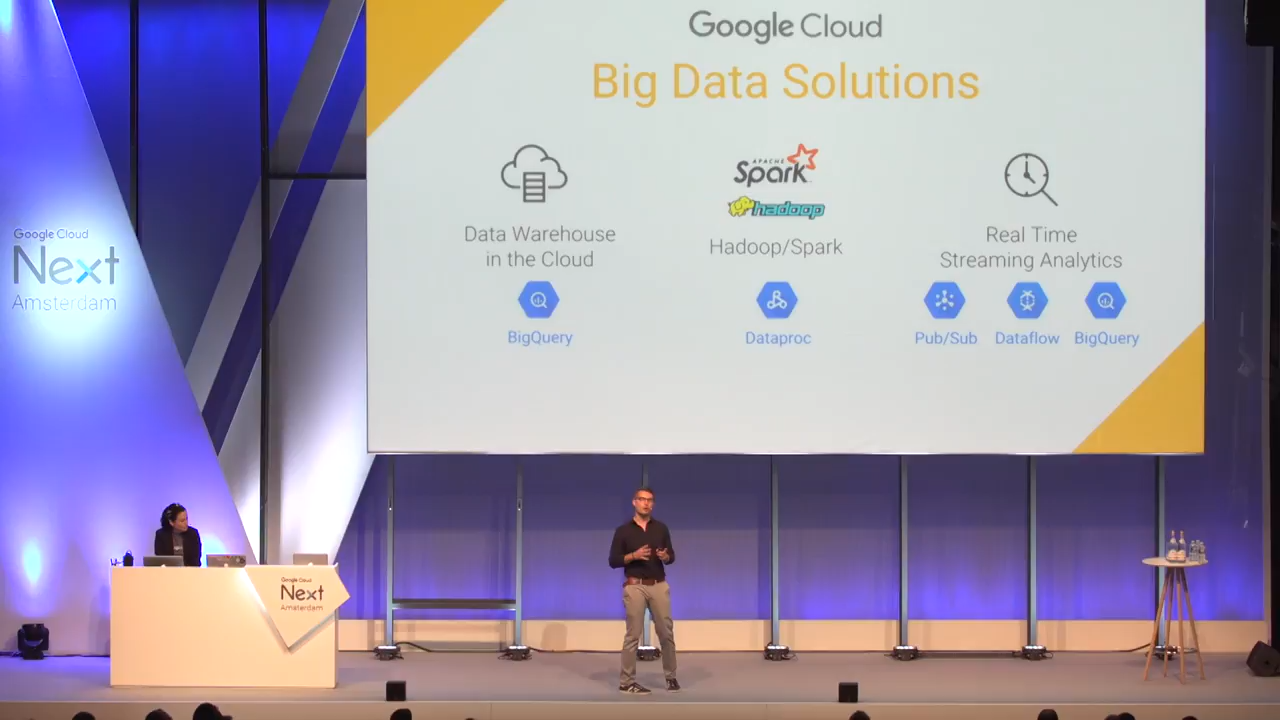 Google Cloud
Big Data Solutions
APACHE
Spark
hadoop
Data Warehouse
in the Cloud
Hadoop/Spark
Real Time
Streaming Analytics
BigQuery
Dataproc
Pub/Sub
Dataflow
BigQuery
Google Cloud
Next
Amsterdam
Google Cloud
Next
Amsterdam